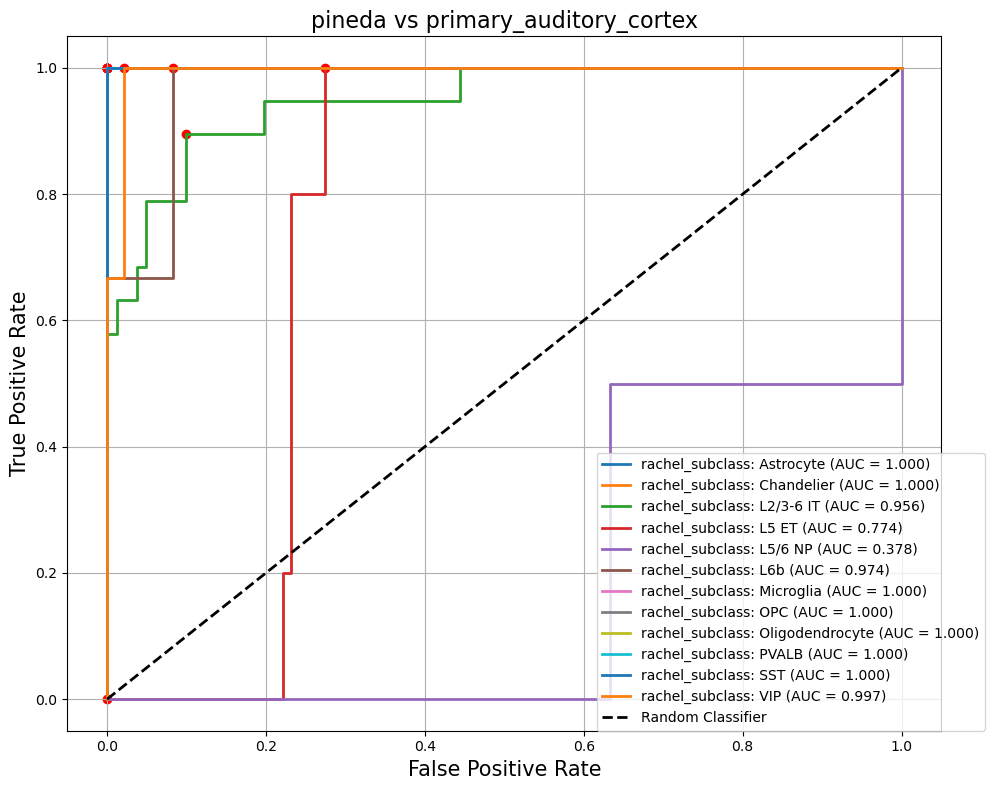 pineda vs primary_auditory_cortex
True Positive Rate
1.0
0.8
0.6
0.4
0.2
0.0
rachel_subclass: Astrocyte (AUC = 1.000)
rachel_subclass: Chandelier (AUC = 1.000)
rachel_subclass: L2/3-6 IT (AUC = 0.956)
rachel_subclass: L5 ET (AUC = 0.774)
rachel_subclass: L5/6 NP (AUC = 0.378)
rachel_subclass: L6b (AUC = 0.974)
rachel_subclass: Microglia (AUC = 1.000)
rachel_subclass: OPC (AUC = 1.000)
rachel_subclass: Oligodendrocyte (AUC = 1.000)
rachel_subclass: PVALB (AUC = 1.000)
rachel_subclass: SST (AUC = 1.000)
rachel_subclass: VIP (AUC = 0.997)
Random Classifier
0.0 0.2 0.4 0.6 0.8 1.0
False Positive Rate